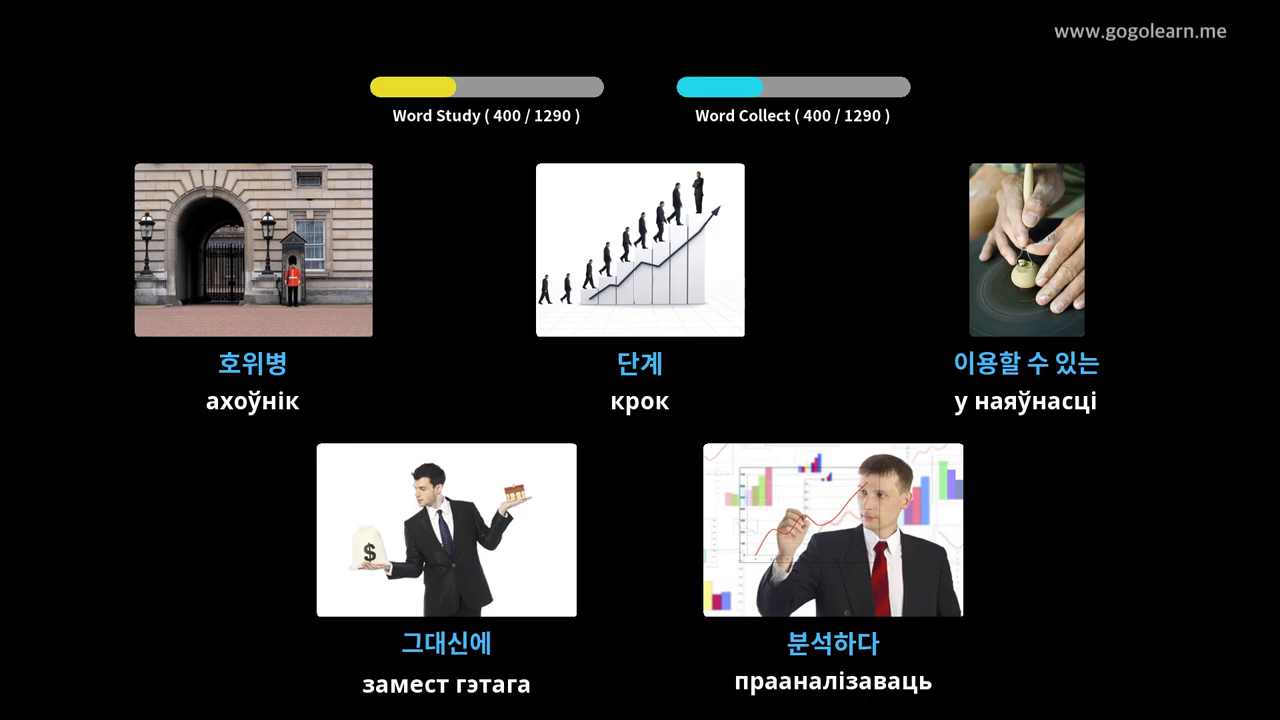 www.gogolearn.me
Word Study ( 400 / 1290 )
Word Collect ( 400 / 1290 )
호위병
ахоўнік
단계
крок
이용할 수 있는
у наяўнасці
$
그대신에
замест гэтага
분석하다
прааналізаваць